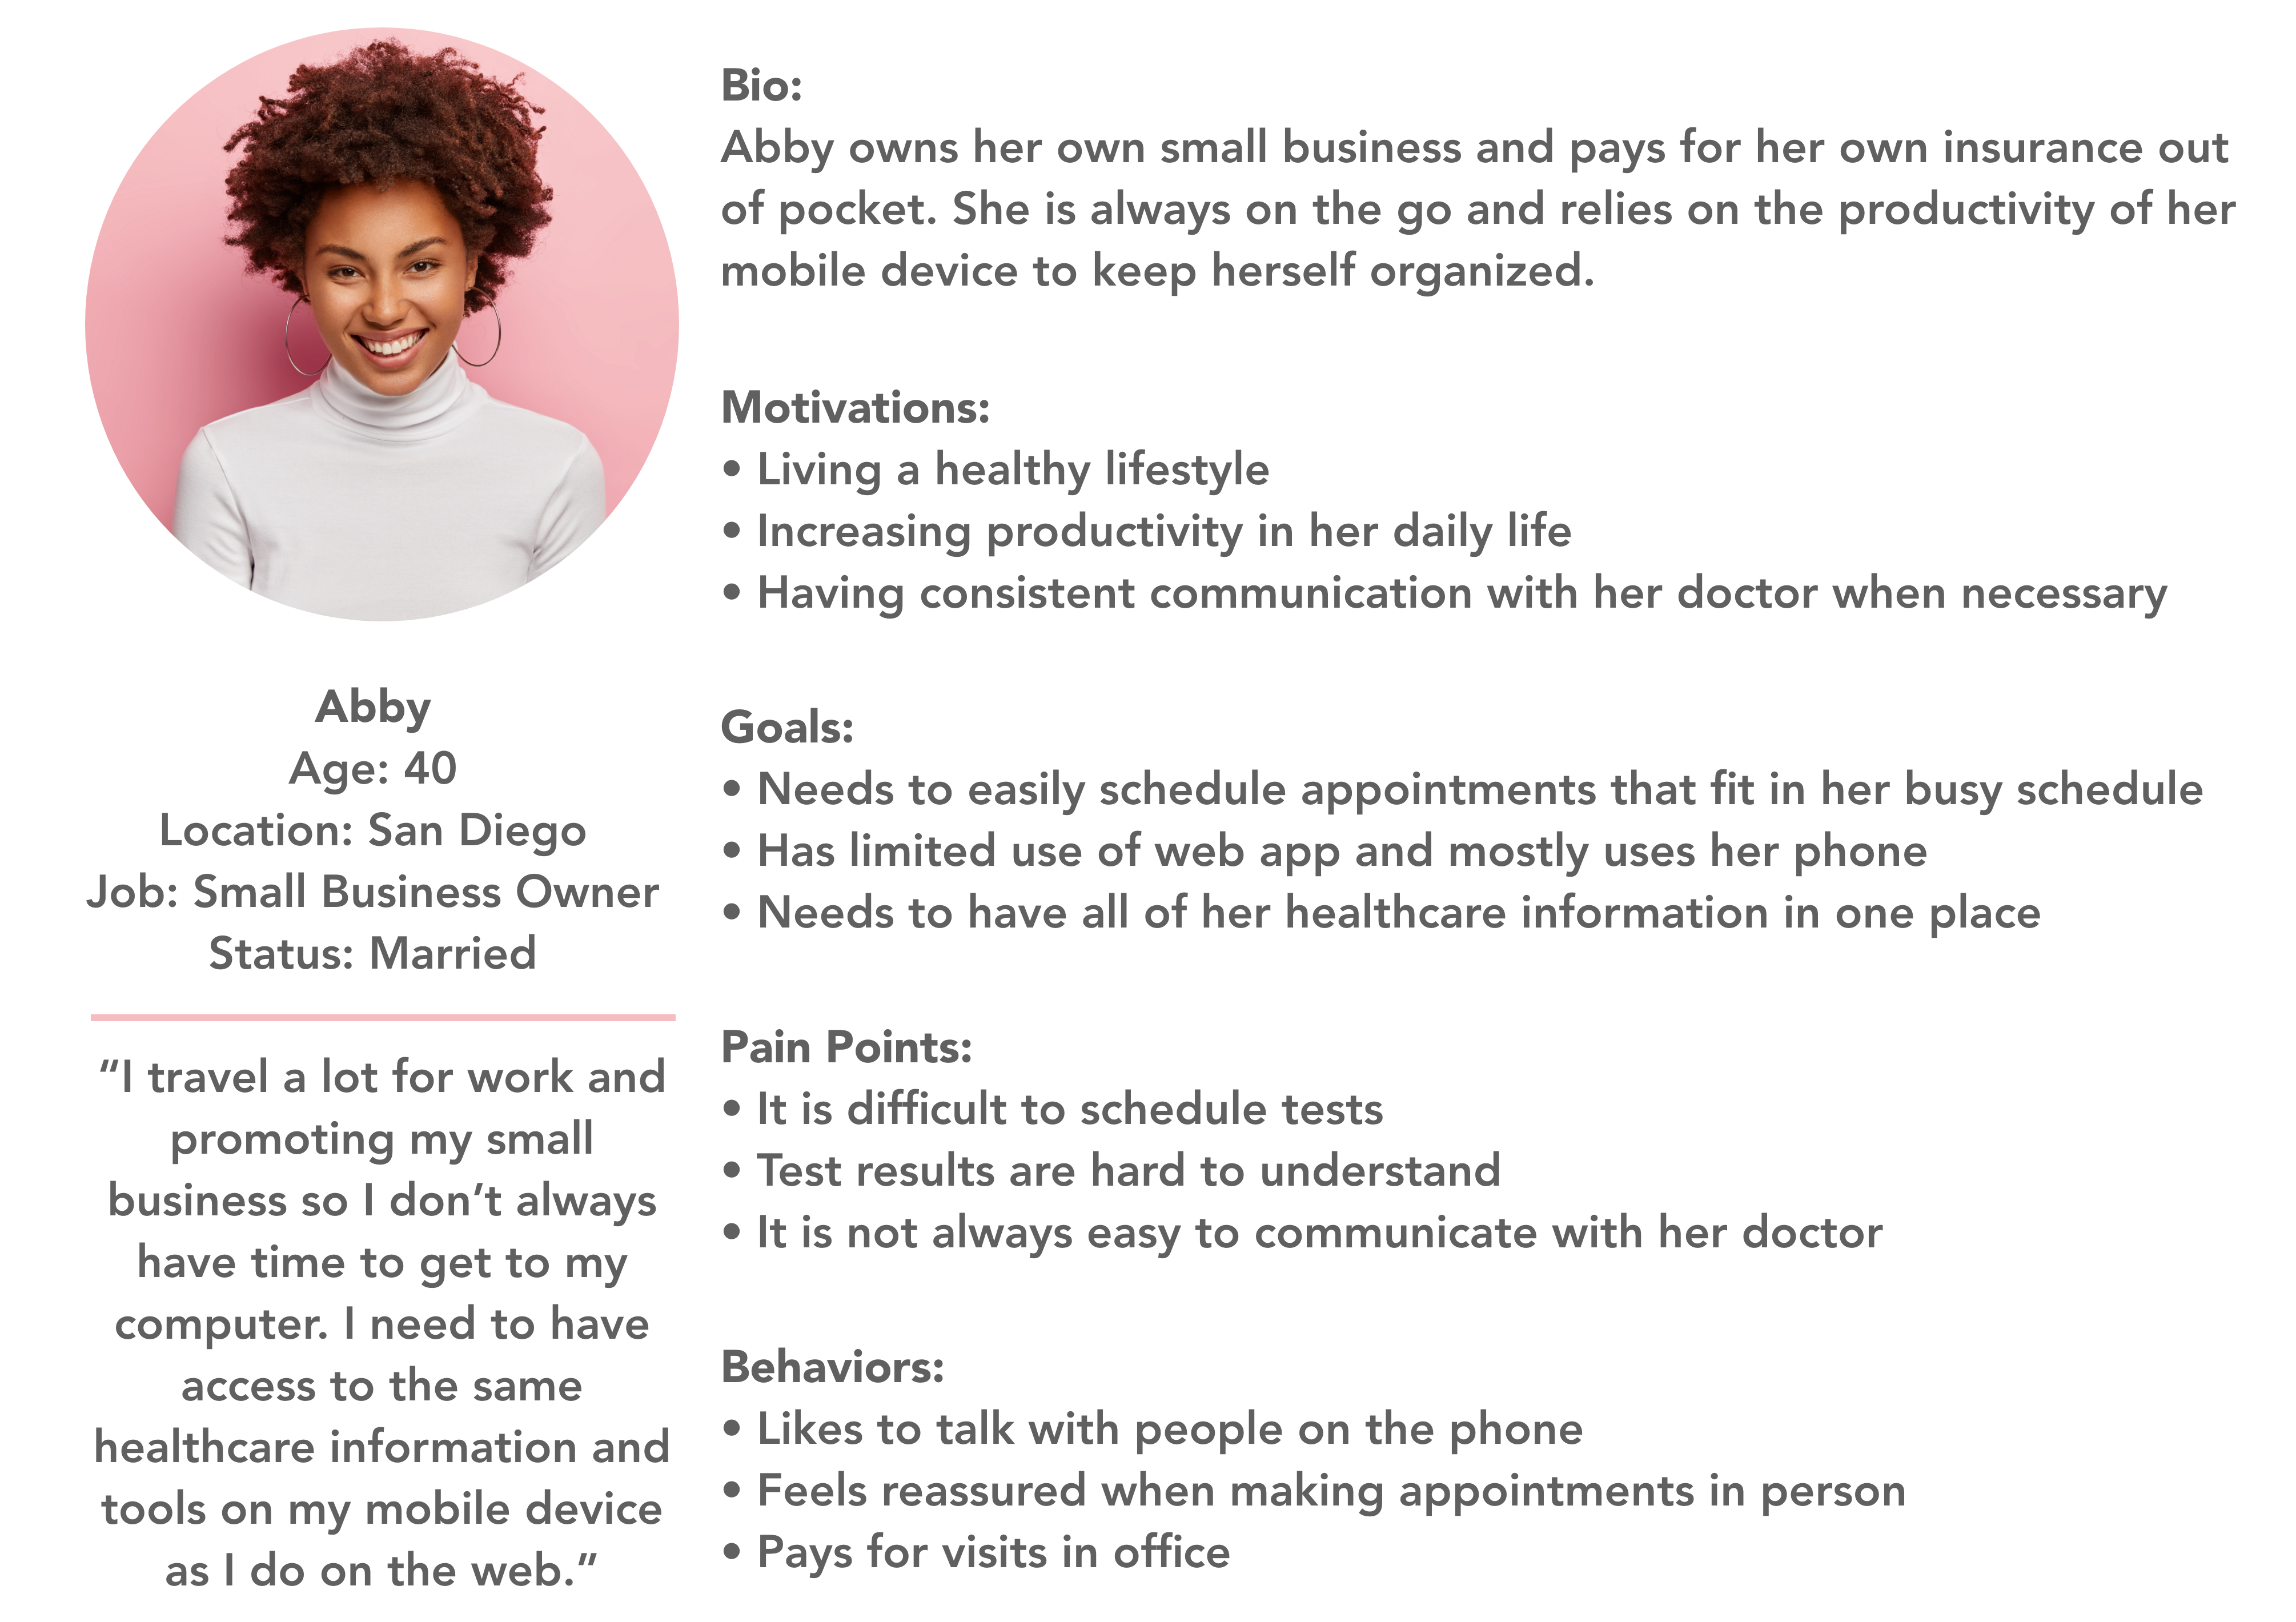 Abby
Age: 40
Location: San Diego
Job: Small Business Owner
Status: Married
“I travel a lot for work and
promoting my small
business so I don’t always
have time to get to my
computer. I need to have
access to the same
healthcare information and
tools on my mobile device
as I do on the web.”
Bio:
Abby owns her own small business and pays for her own insurance out
of pocket. She is always on the go and relies on the productivity of her
mobile device to keep herself organized.
Motivations:
• Living a healthy lifestyle
• Increasing productivity in her daily life
• Having consistent communication with her doctor when necessary
Goals:
• Needs to easily schedule appointments that fit in her busy schedule
• Has limited use of web app and mostly uses her phone
• Needs to have all of her healthcare information in one place
Pain Points:
• It is difficult to schedule tests
• Test results are hard to understand
• It is not always easy to communicate with her doctor
Behaviors:
• Likes to talk with people on the phone
• Feels reassured when making appointments in person
• Pays for visits in office